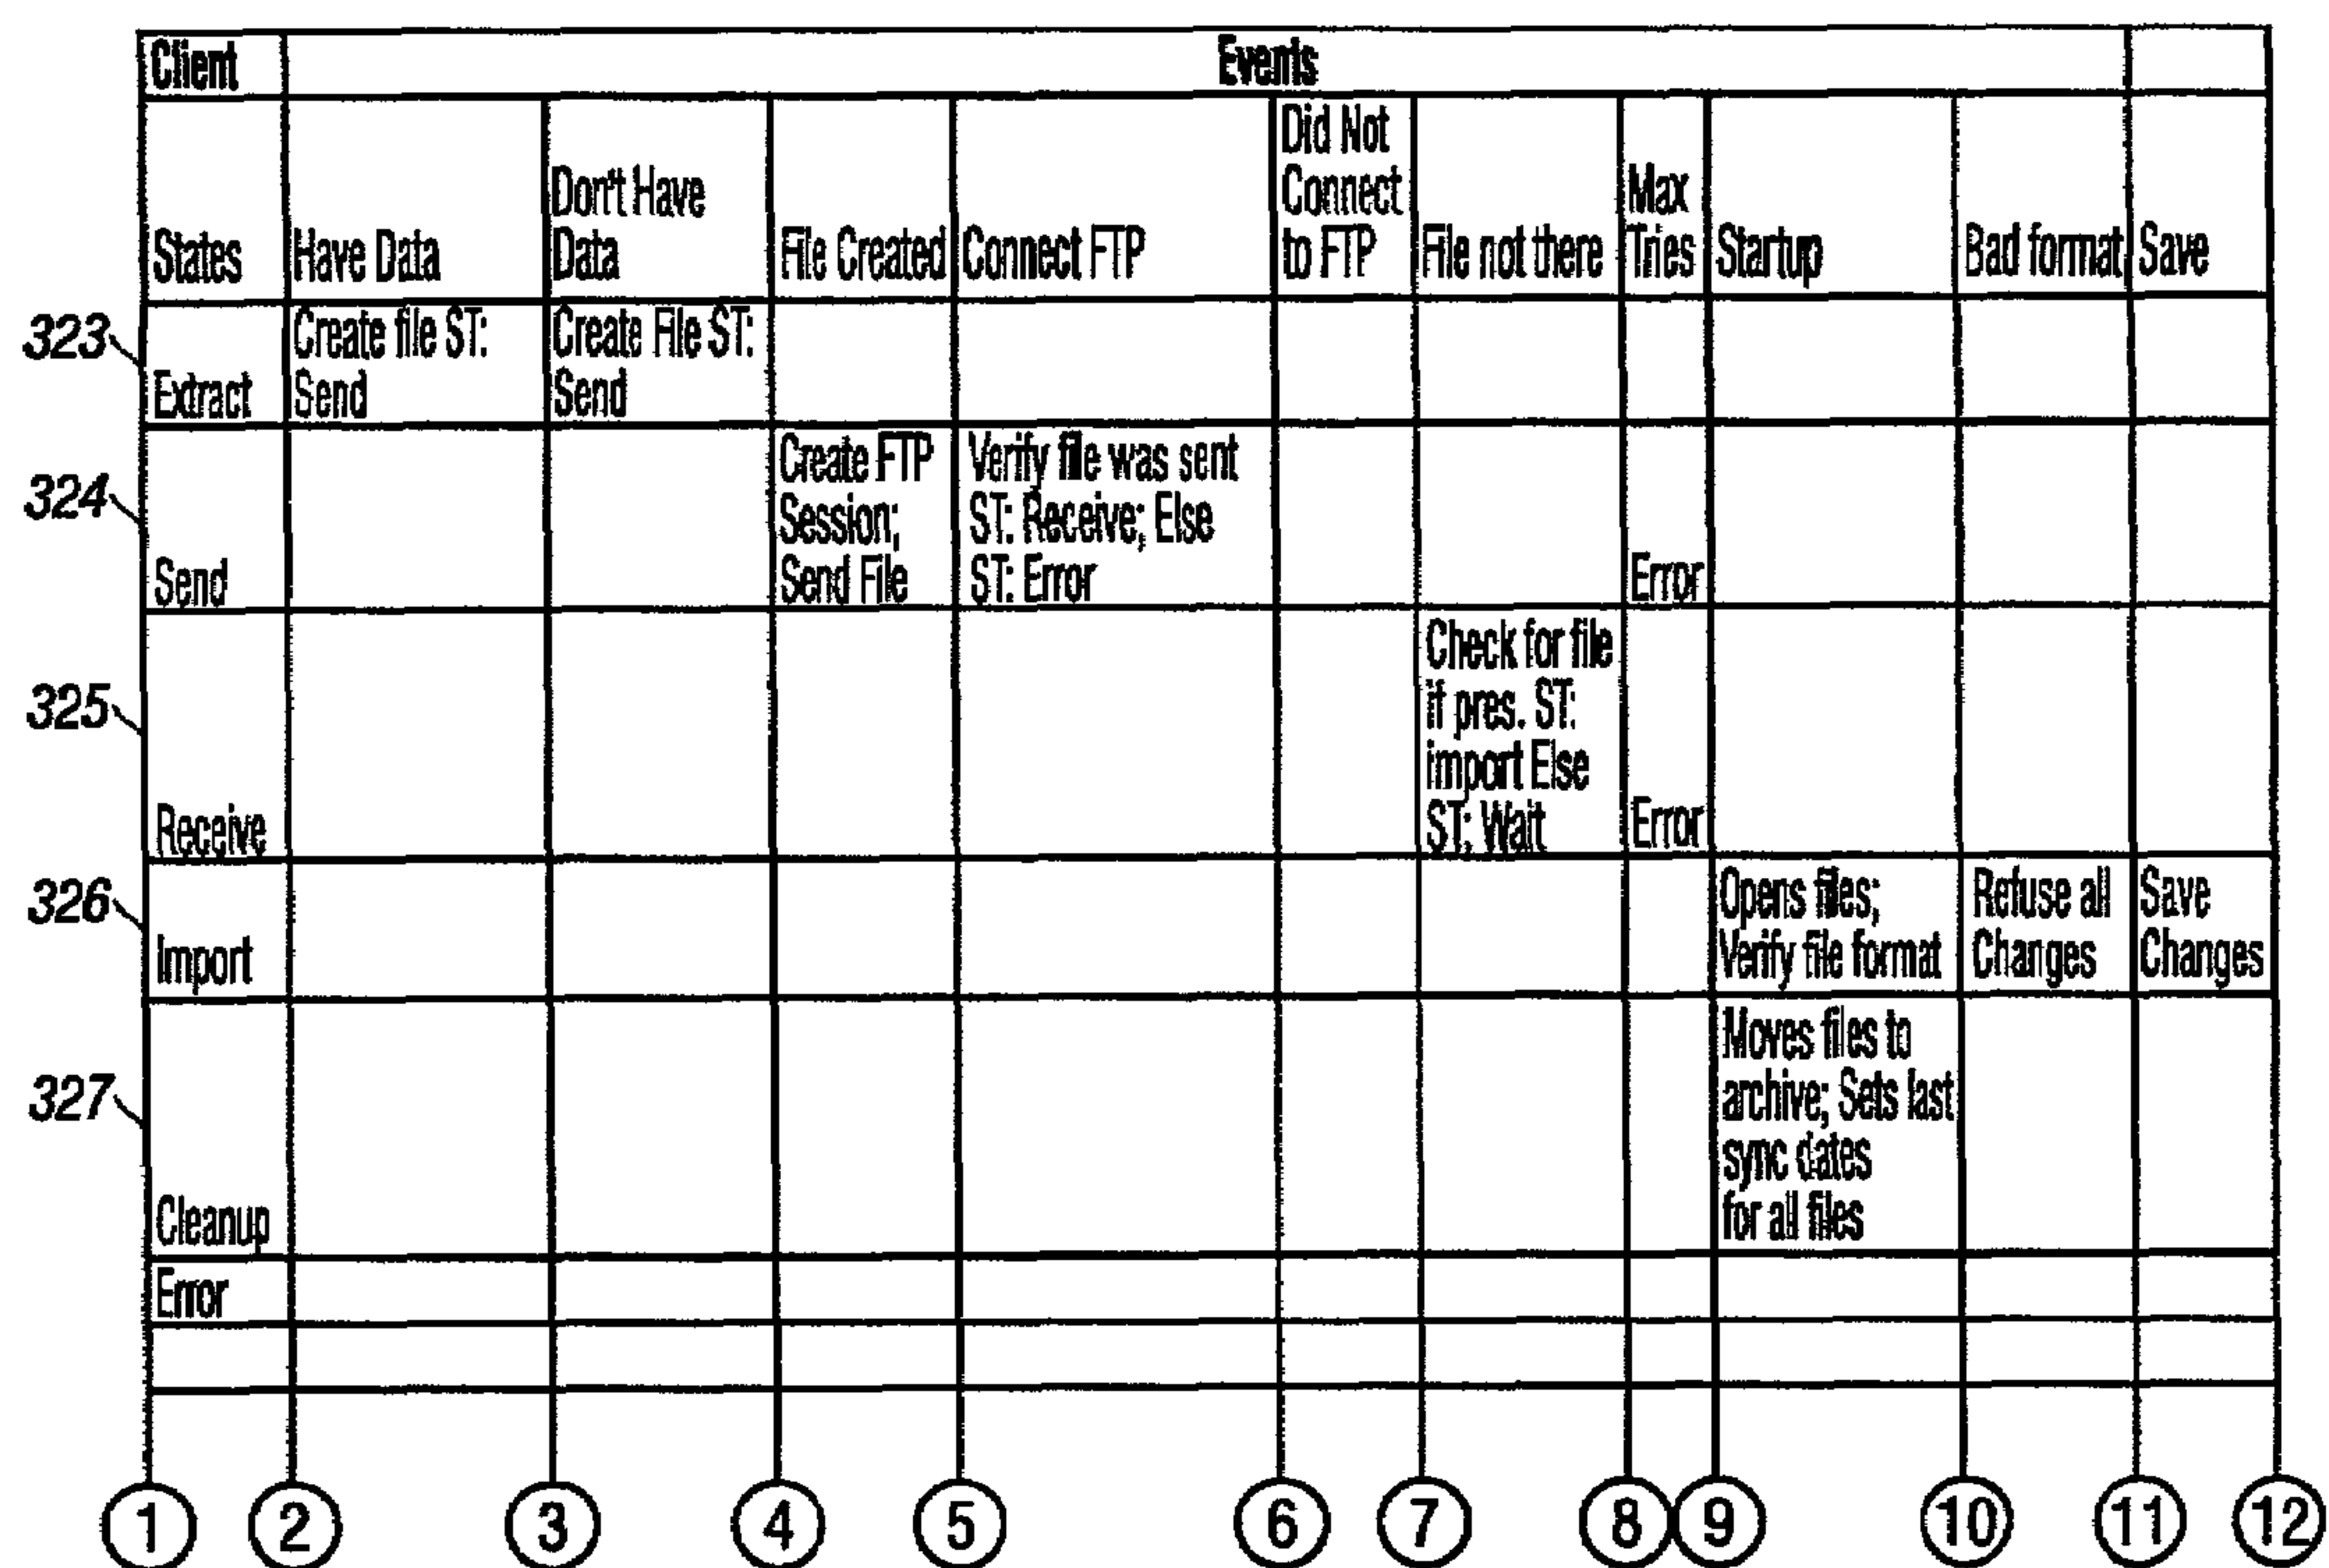 Client
Events
States
Have Data
Don't Have
Data
File Created
Connect FTP
Did Not
Connect
to FTP
File not there
Max
Tries
Startup
Bad format
Save
323
Extract
Create file ST:
Send
Create File ST:
Send
324
Send
Create FTP
Session;
Send File
Verify file was sent
ST: Receive; Else
ST: Error
Error
325
Receive
Check for file
if pres. ST:
import Else
ST: Wait
Error
326
Import
Opens files;
Verify file format
Refuse all
Changes
Save
Changes
327
Cleanup
Moves files to
archive; Sets last
sync dates
for all files
Error
1 2 3 4 5 6 7 8 9 10 11 12